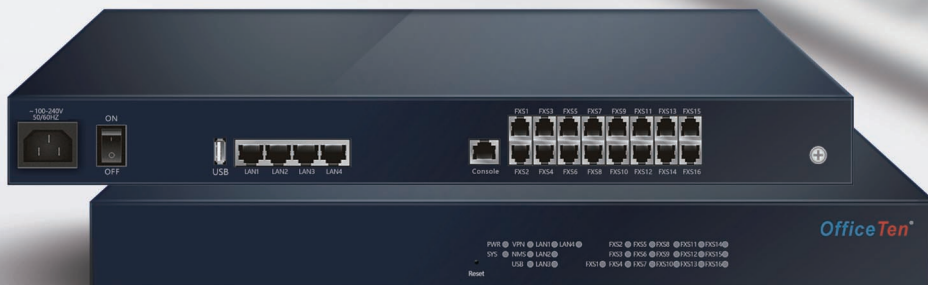 ~100-240V
50/60HZ
ON
OFF
USB
LAN1 LAN2 LAN3 LAN4
Console
FXS1 FXS3 FXS5 FXS7 FXS9 FXS11 FXS13 FXS15
FXS2 FXS4 FXS6 FXS8 FXS10 FXS12 FXS14 FXS16
OfficeTen®
PWR VPN LAN1 LAN4 FXS2 FXS5 FXS8 FXS11 FXS14
SYS NMS LAN2 FXS3 FXS6 FXS9 FXS12 FXS15
USB LAN3 FXS1 FXS4 FXS7 FXS10 FXS13 FXS16
Reset